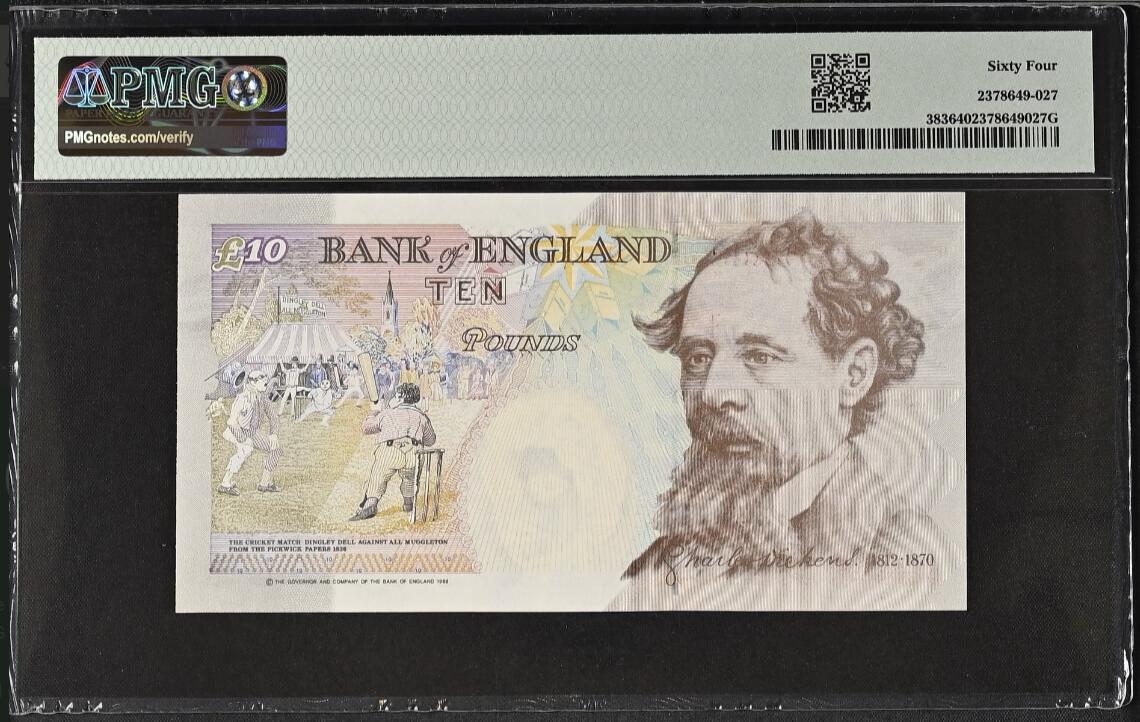 PMG
PMGnotes.com/verify
Sixty Four
2378649-027
3836402378649027G
£10 BANK of ENGLAND
TEN
POUNDS
DINGLEY DELL
ALL MUGGLETON
THE CRICKET MATCH DINGLEY DELL AGAINST ALL MUGGLETON
FROM THE PICKWICK PAPERS 1836
Charles Dickens. 1812·1870
© THE GOVERNOR AND COMPANY OF THE BANK OF ENGLAND